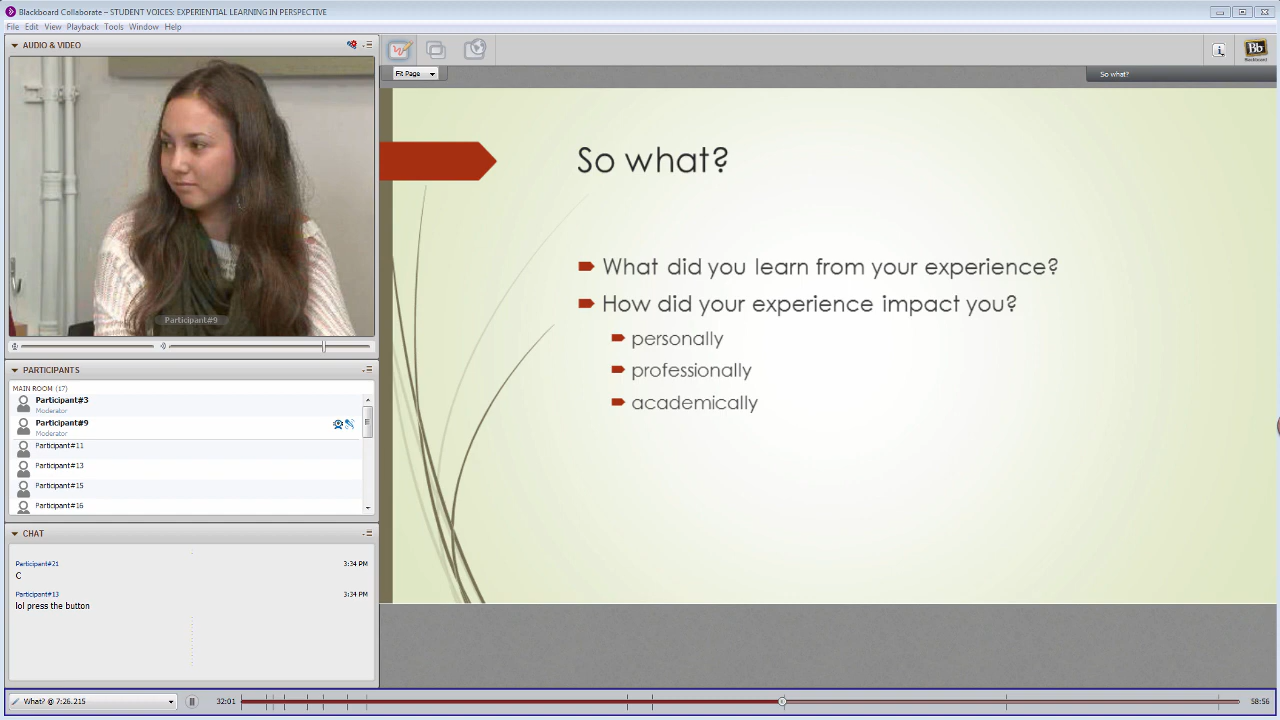 Blackboard Collaborate – STUDENT VOICES: EXPERIENTIAL LEARNING IN PERSPECTIVE
File Edit View Playback Tools Window Help
AUDIO & VIDEO
Participant#9
PARTICIPANTS
MAIN ROOM (17)
Participant#3
Moderator
Participant#9
Moderator
Participant#11
Participant#13
Participant#15
Participant#16
CHAT
Participant#21 3:34 PM
C
Participant#13 3:34 PM
lol press the button
Fit Page
So what?
Bb
Blackboard
So what?
What did you learn from your experience?
How did your experience impact you?
personally
professionally
academically
What? @ 7:26.215
32:01
58:56